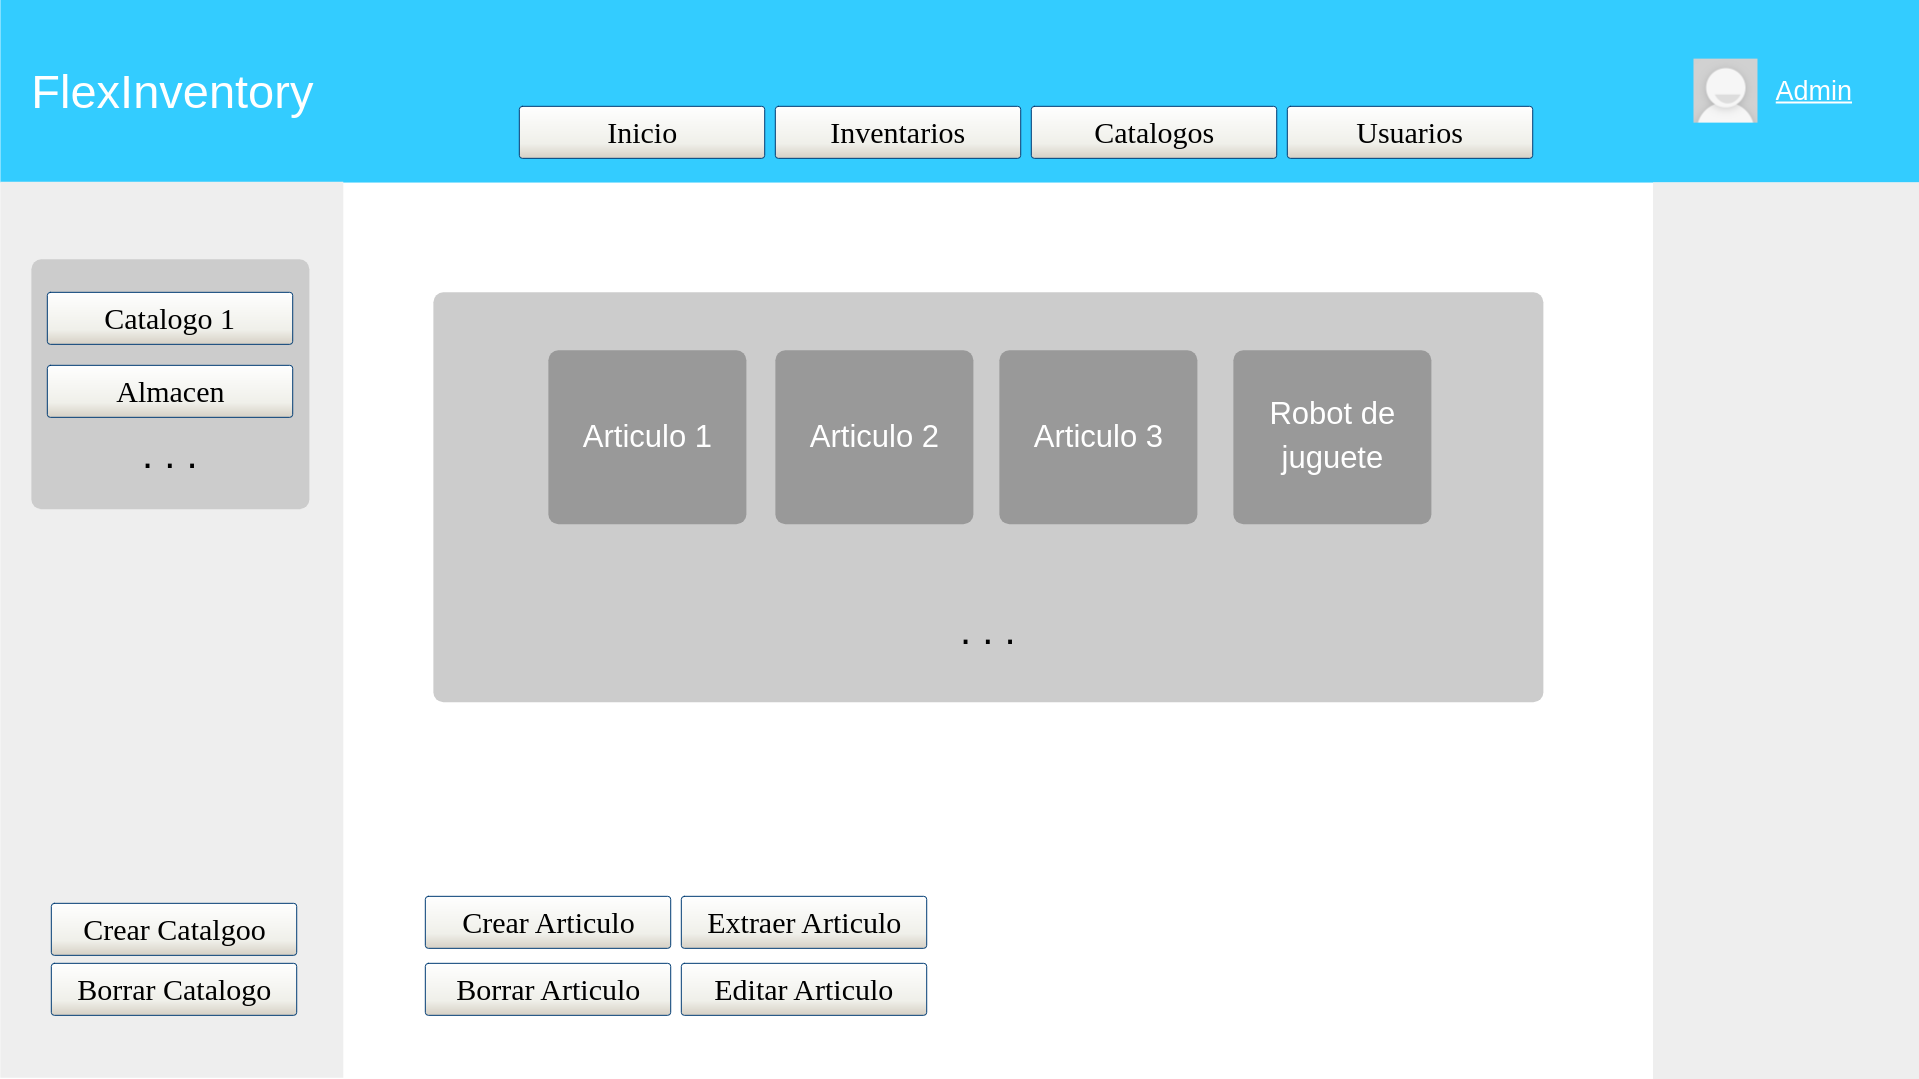 FlexInventory
Admin
Inicio
Inventarios
Catalogos
Usuarios
Catalogo 1
Almacen
. . .
Articulo 1
Articulo 2
Articulo 3
Robot de
juguete
. . .
Crear Catalgoo
Borrar Catalogo
Crear Articulo
Extraer Articulo
Borrar Articulo
Editar Articulo